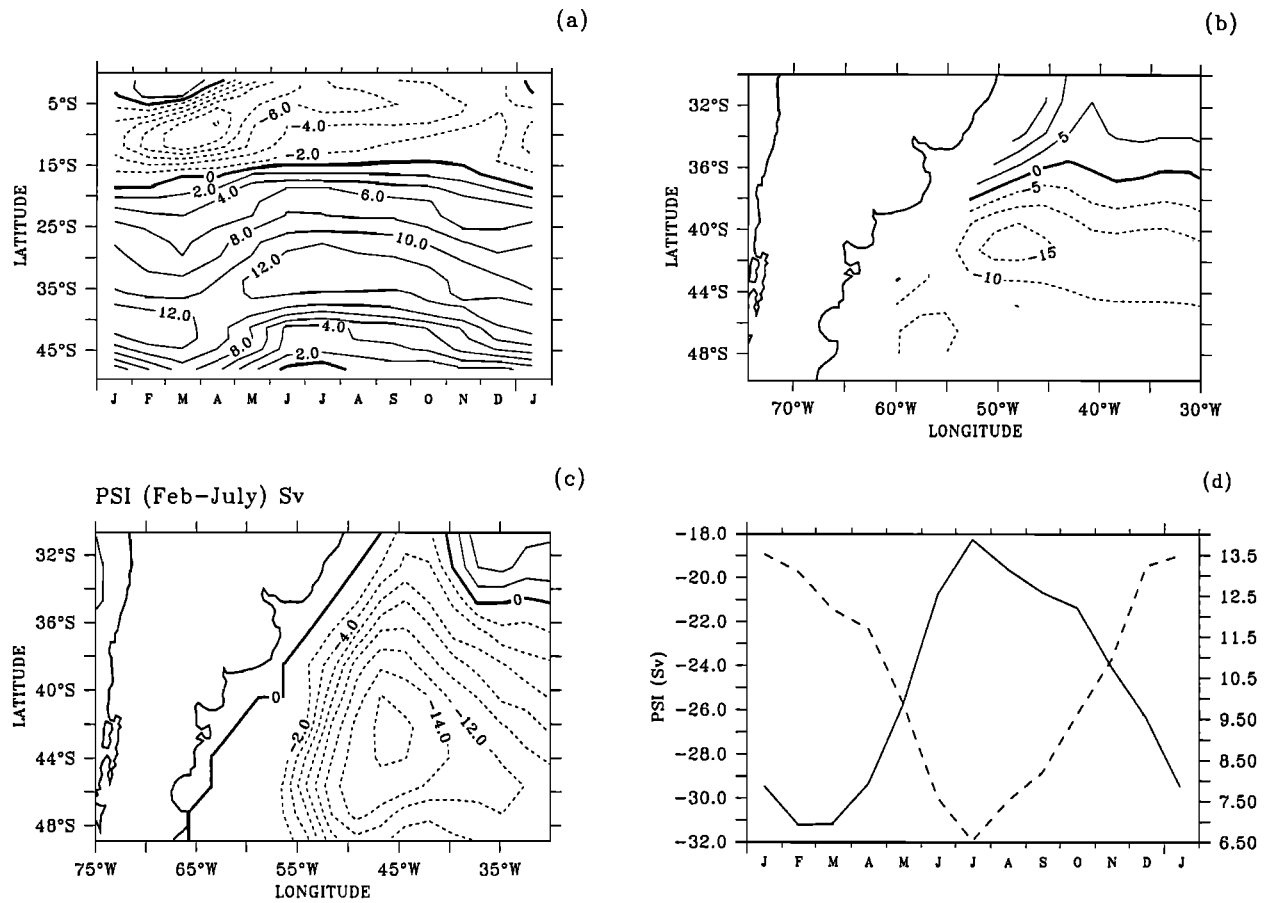 (a)
5°S
15°S
25°S
35°S
45°S
LATITUDE
J F M A M J J A S O N D J
-6.0
-4.0
-2.0
0
2.0
4.0
6.0
8.0
10.0
12.0
12.0
8.0
4.0
2.0
(b)
32°S
36°S
40°S
44°S
48°S
LATITUDE
70°W 60°W 50°W 40°W 30°W
LONGITUDE
5
0
-5
-15
-10
(c)
PSI (Feb-July) Sv
32°S
36°S
40°S
44°S
48°S
LATITUDE
75°W 65°W 55°W 45°W 35°W
LONGITUDE
0
-4.0
0
-2.0
-14.0
-12.0
(d)
-18.0
-20.0
-22.0
-24.0
-26.0
-28.0
-30.0
-32.0
PSI (Sv)
13.5
12.5
11.5
10.5
9.50
8.50
7.50
6.50
J F M A M J J A S O N D J